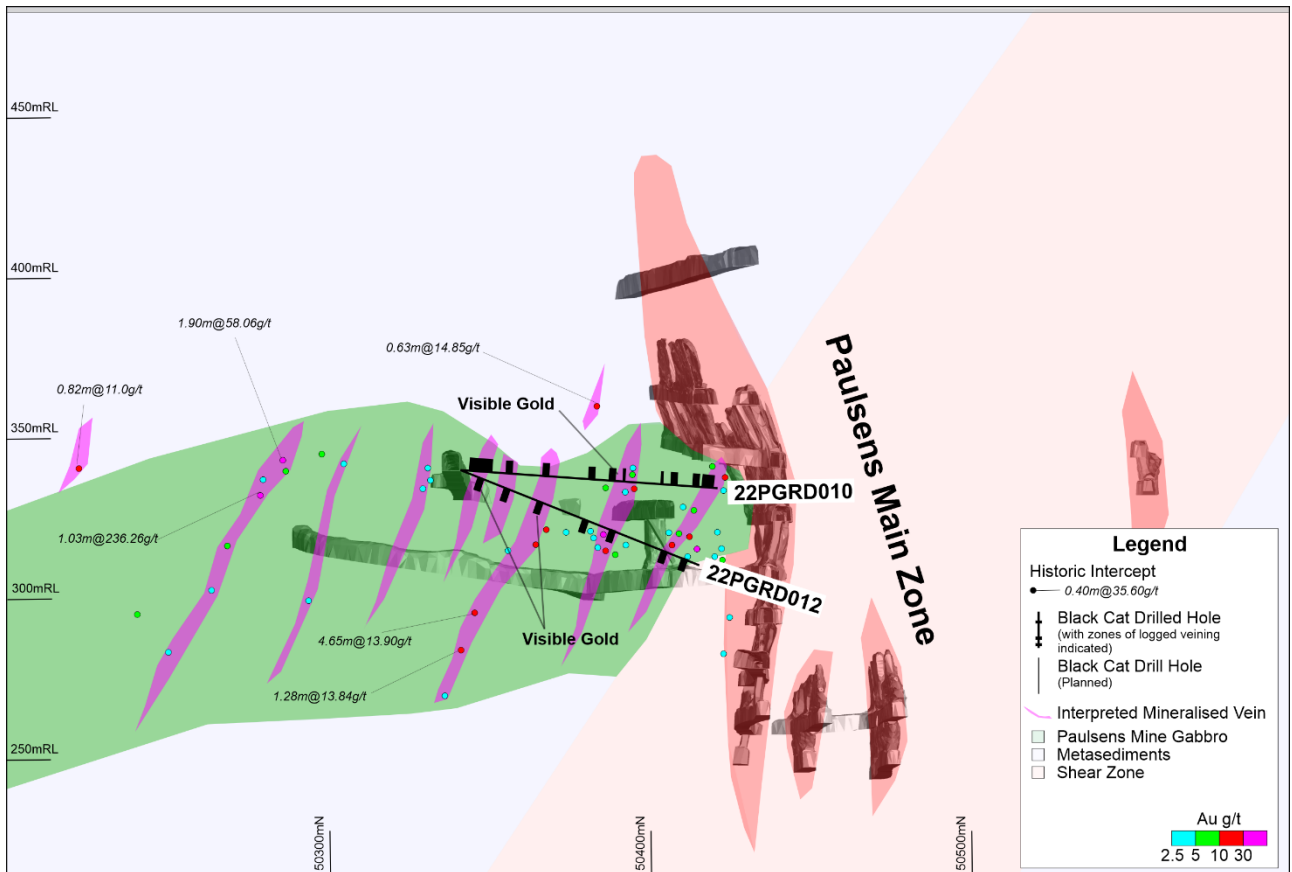 450mRL
400mRL
1.90m@58.06g/t
0.63m@14.85g/t
0.82m@11.0g/t
Visible Gold
350mRL
Paulsens Main Zone
22PGRD010
1.03m@236.26g/t
22PGRD012
300mRL
4.65m@13.90g/t
Visible Gold
1.28m@13.84g/t
250mRL
50300mN
50400mN
50500mN
Legend
Historic Intercept
0.40m@35.60g/t
Black Cat Drilled Hole
(with zones of logged veining
indicated)
Black Cat Drill Hole
(Planned)
Interpreted Mineralised Vein
Paulsens Mine Gabbro
Metasediments
Shear Zone
Au g/t
2.5 5 10 30